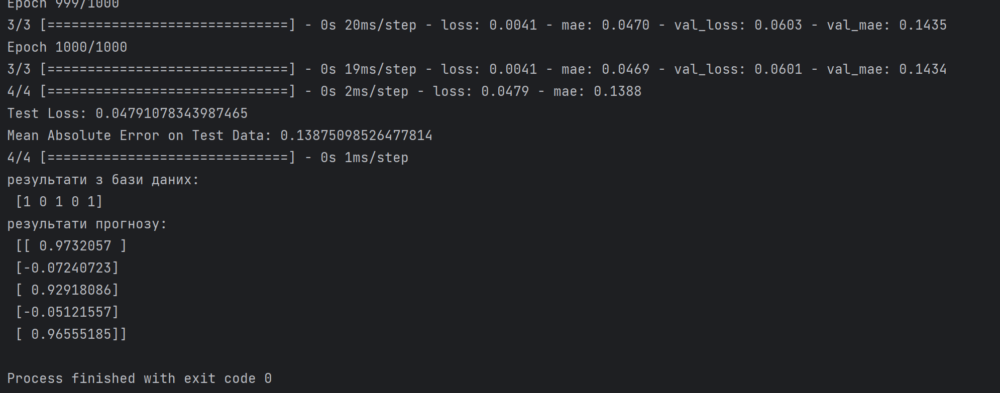 Epoch 999/1000
3/3 [==============================] - 0s 20ms/step - loss: 0.0041 - mae: 0.0470 - val_loss: 0.0603 - val_mae: 0.1435
Epoch 1000/1000
3/3 [==============================] - 0s 19ms/step - loss: 0.0041 - mae: 0.0469 - val_loss: 0.0601 - val_mae: 0.1434
4/4 [==============================] - 0s 2ms/step - loss: 0.0479 - mae: 0.1388
Test Loss: 0.04791078343987465
Mean Absolute Error on Test Data: 0.13875098526477814
4/4 [==============================] - 0s 1ms/step
результати з бази даних:
 [1 0 1 0 1]
результати прогнозу:
 [[ 0.9732057 ]
 [-0.07240723]
 [ 0.92918086]
 [-0.05121557]
 [ 0.96555185]]
Process finished with exit code 0